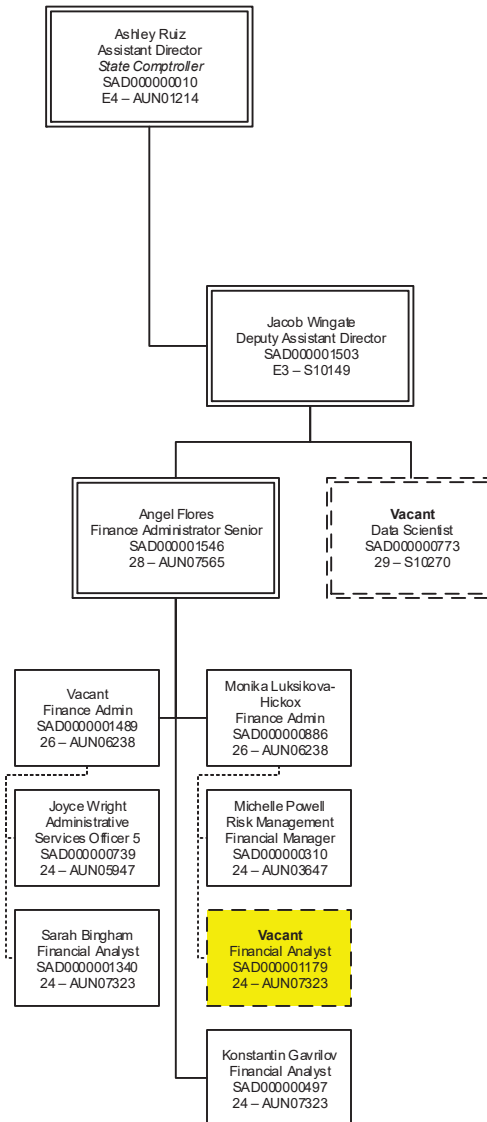 Ashley Ruiz
Assistant Director
State Comptroller
SAD000000010
E4 – AUN01214
Jacob Wingate
Deputy Assistant Director
SAD000001503
E3 – S10149
Angel Flores
Finance Administrator Senior
SAD000001546
28 – AUN07565
Vacant
Data Scientist
SAD000000773
29 – S10270
Vacant
Finance Admin
SAD0000001489
26 – AUN06238
Monika Luksikova-
Hickox
Finance Admin
SAD000000886
26 – AUN06238
Joyce Wright
Administrative
Services Officer 5
SAD000000739
24 – AUN05947
Michelle Powell
Risk Management
Financial Manager
SAD000000310
24 – AUN03647
Sarah Bingham
Financial Analyst
SAD0000001340
24 – AUN07323
Vacant
Financial Analyst
SAD000001179
24 – AUN07323
Konstantin Gavrilov
Financial Analyst
SAD000000497
24 – AUN07323